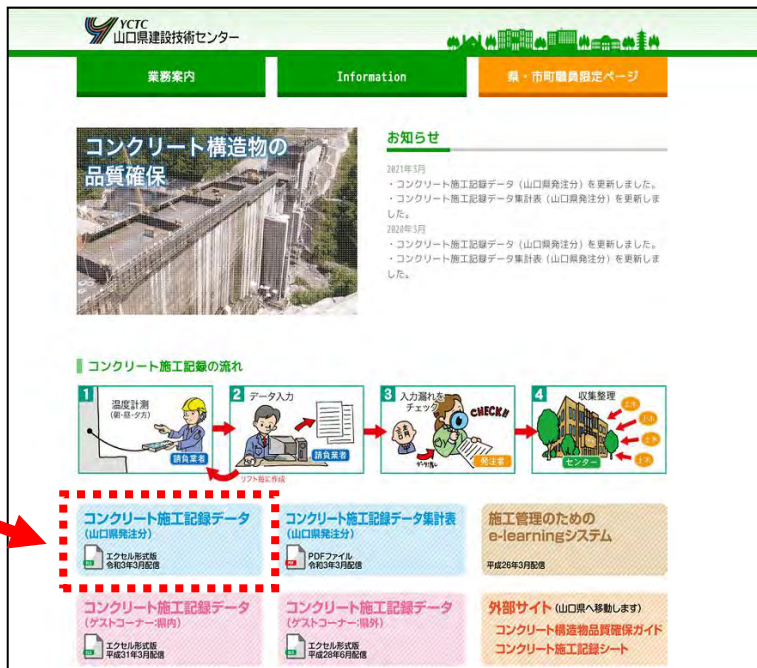 YCTC
山口県建設技術センター
業務案内
Information
県・市町職員限定ページ
コンクリート構造物の
品質確保
お知らせ
2021年3月
・コンクリート施工記録データ（山口県発注分）を更新しました。
・コンクリート施工記録データ集計表（山口県発注分）を更新しま
した。
2020年3月
・コンクリート施工記録データ（山口県発注分）を更新しました。
・コンクリート施工記録データ集計表（山口県発注分）を更新しま
した。
コンクリート施工記録の流れ
1
温度計測
(朝・昼・夕方)
請負業者
2 データ入力
請負業者
リフト毎に作成
3 入力漏れを
チェック
CHECK!!
発注者
4 収集整理
センター
土木
土木
土木
土木
コンクリート施工記録データ
(山口県発注分)
エクセル形式版
令和3年3月配信
コンクリート施工記録データ集計表
(山口県発注分)
PDFファイル
令和3年3月配信
施工管理のための
e-learningシステム
平成26年3月配信
コンクリート施工記録データ
(ゲストコーナー:県内)
エクセル形式版
平成31年3月配信
コンクリート施工記録データ
(ゲストコーナー:県外)
エクセル形式版
平成28年6月配信
外部サイト (山口県へ移動します)
コンクリート構造物品質確保ガイド
コンクリート施工記録シート